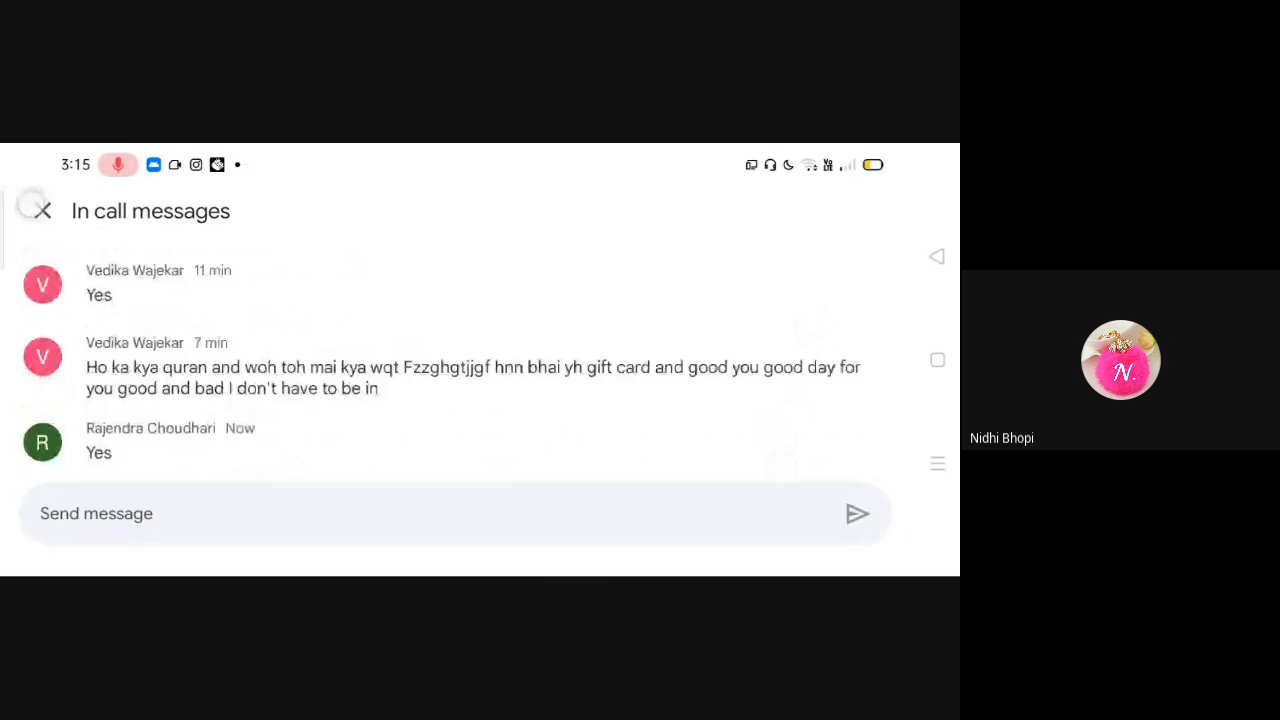 3:15
In call messages
V
Vedika Wajekar 11 min
Yes
V
Vedika Wajekar 7 min
Ho ka kya quran and woh toh mai kya wqt Fzzghgtjjgf hnn bhai yh gift card and good you good day for
you good and bad I don't have to be in
R
Rajendra Choudhari Now
Yes
Send message
N.
Nidhi Bhopi